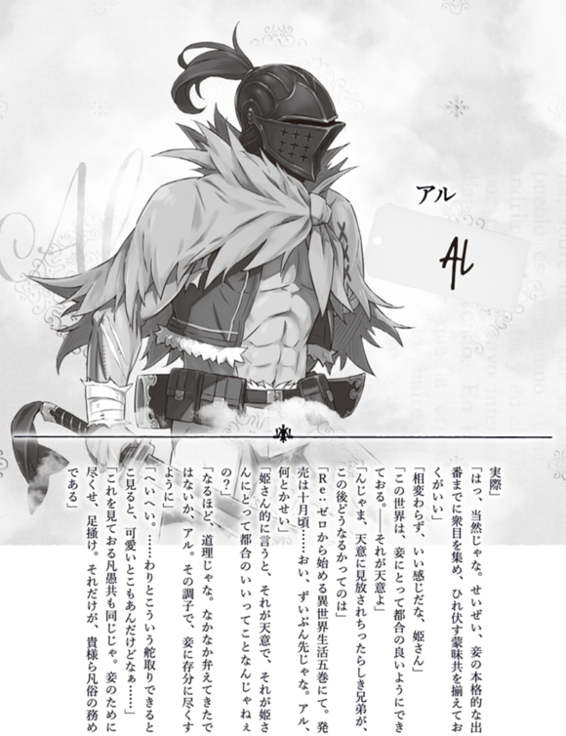 アル
Al
実際」
「はっ、当然じゃな。せいぜい、妾の本格的な出
番までに衆目を集め、ひれ伏す蒙昧共を揃えてお
くがいい」
「相変わらず、いい感じだな、姫さん」
「この世界は、妾にとって都合の良いようにでき
ておる。――それが天意よ」
「んじゃま、天意に見放されちったらしき兄弟が、
この後どうなるかってのは」
「Re:ゼロから始める異世界生活五巻にて。発
売は十月頃……おい、ずいぶん先じゃな。アル、
何とかせい」
「姫さん的に言うと、それが天意で、それが姫さ
んにとって都合のいいってことなんじゃねぇ
の?」
「なるほど、道理じゃな。なかなか弁えてきたで
はないか、アル。その調子で、妾に存分に尽くす
ように」
「へいへい。……わりとこういう舵取りできると
こ見ると、可愛いとこもあんだけどなぁ……」
「これを見ておる凡愚共も同じじゃ。妾のために
尽くせ、足掻け。それだけが、貴様ら凡俗の務め
である」